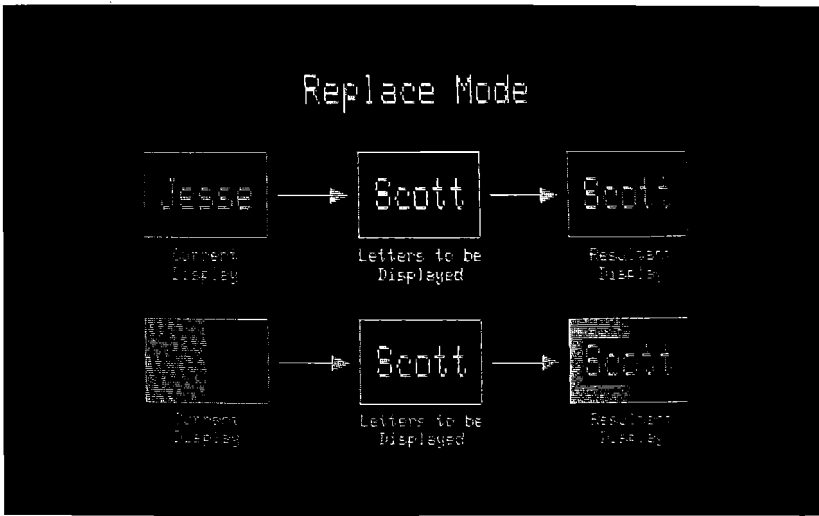 Replace Mode
Jesse
Scott
Scott
Current
Display
Letters to be
Displayed
Resultant
Display
Scott
Scott
Current
Display
Letters to be
Displayed
Resultant
Display